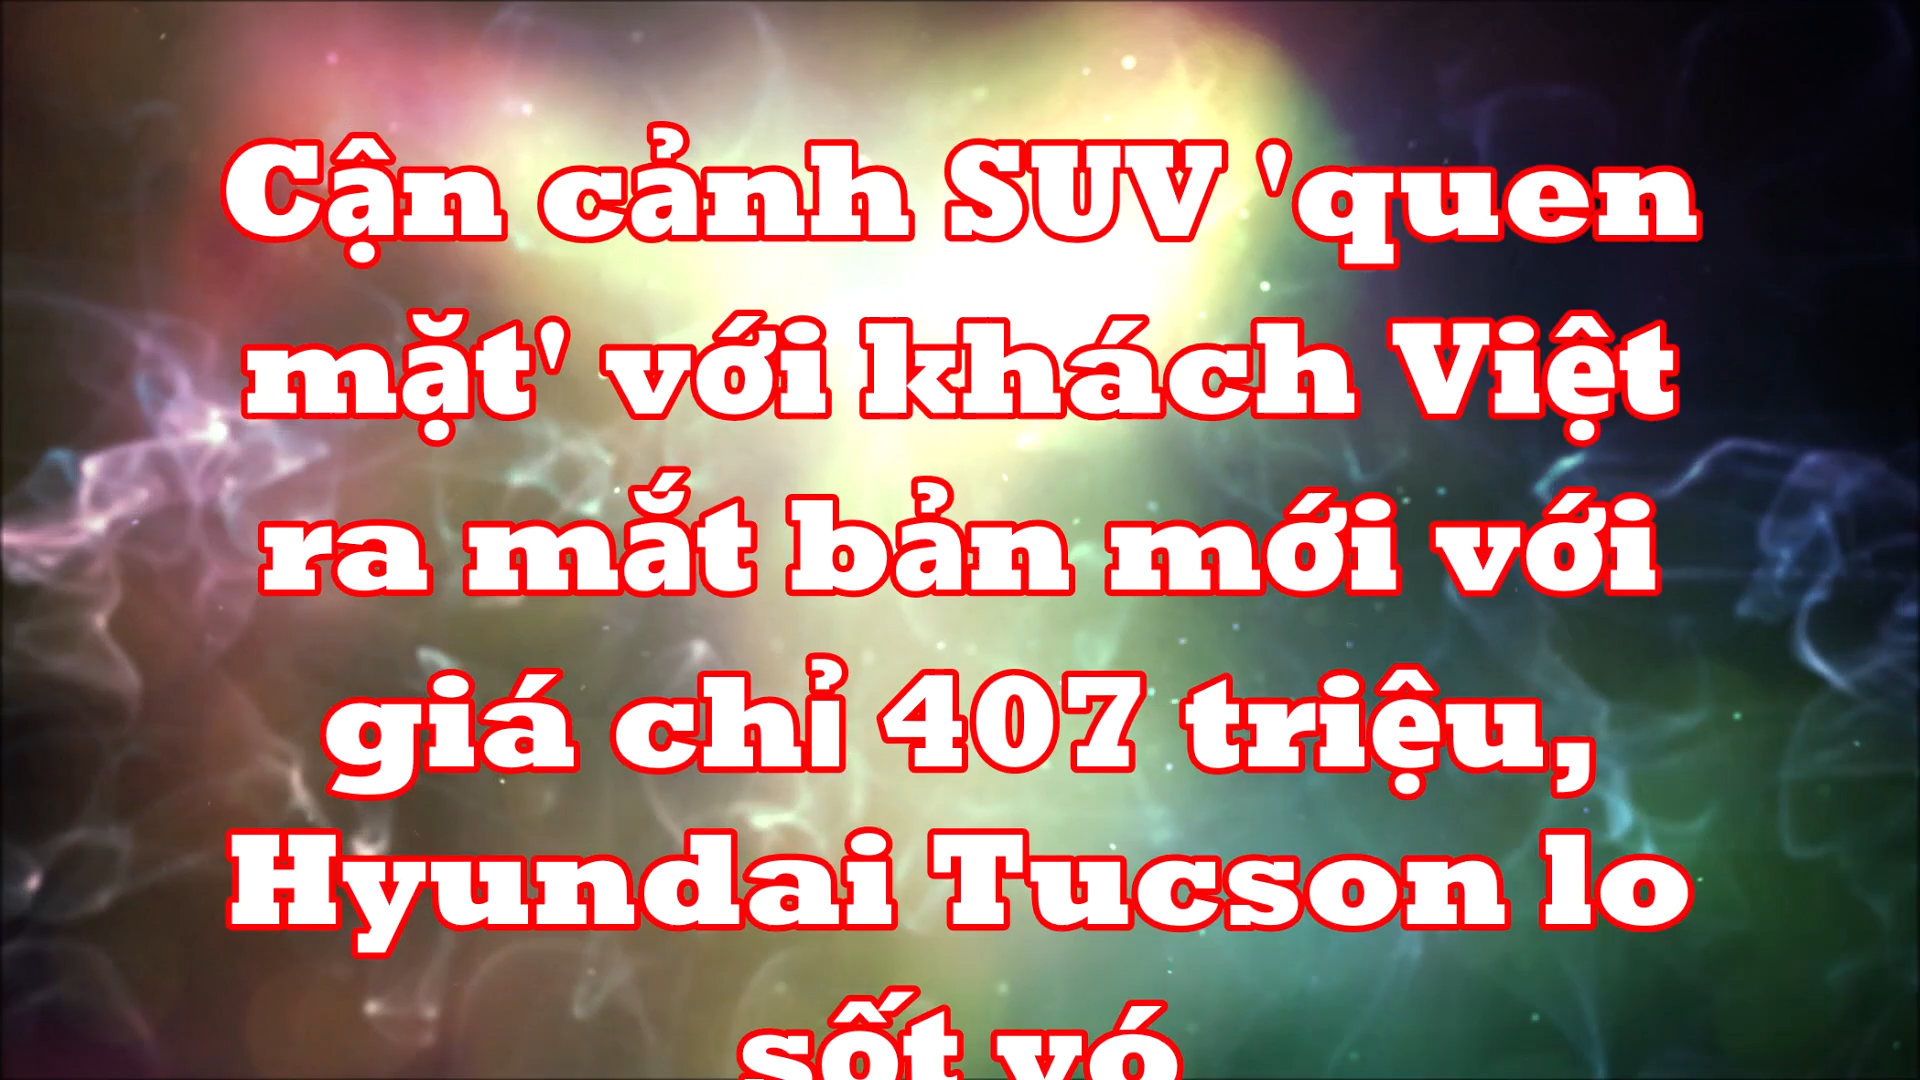 Cận cảnh SUV 'quen
mặt' với khách Việt
ra mắt bản mới với
giá chỉ 407 triệu,
Hyundai Tucson lo
sốt vó